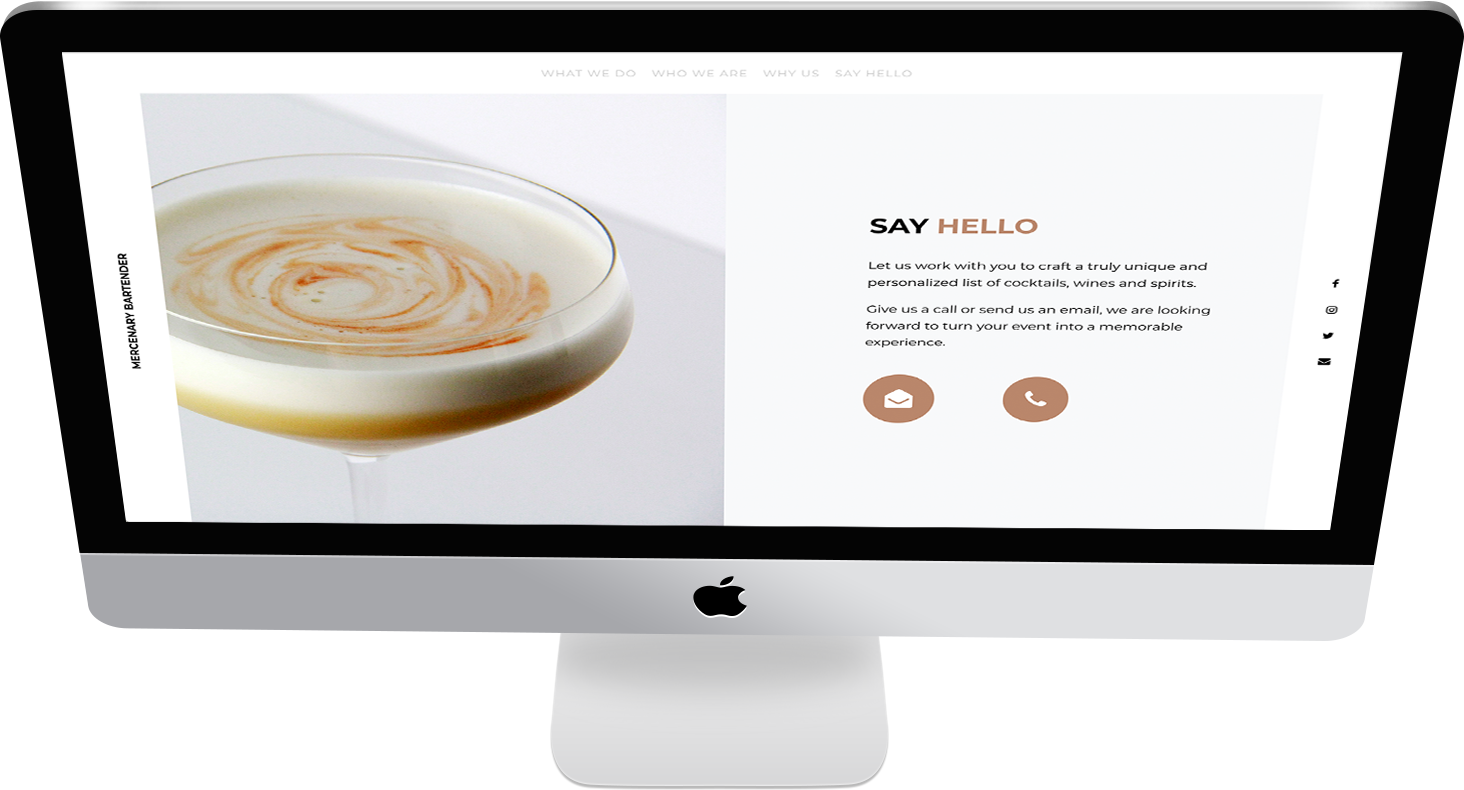 WHAT WE DO WHO WE ARE WHY US SAY HELLO
MERCENARY BARTENDER
SAY HELLO
Let us work with you to craft a truly unique and
personalized list of cocktails, wines and spirits.
Give us a call or send us an email, we are looking
forward to turn your event into a memorable
experience.